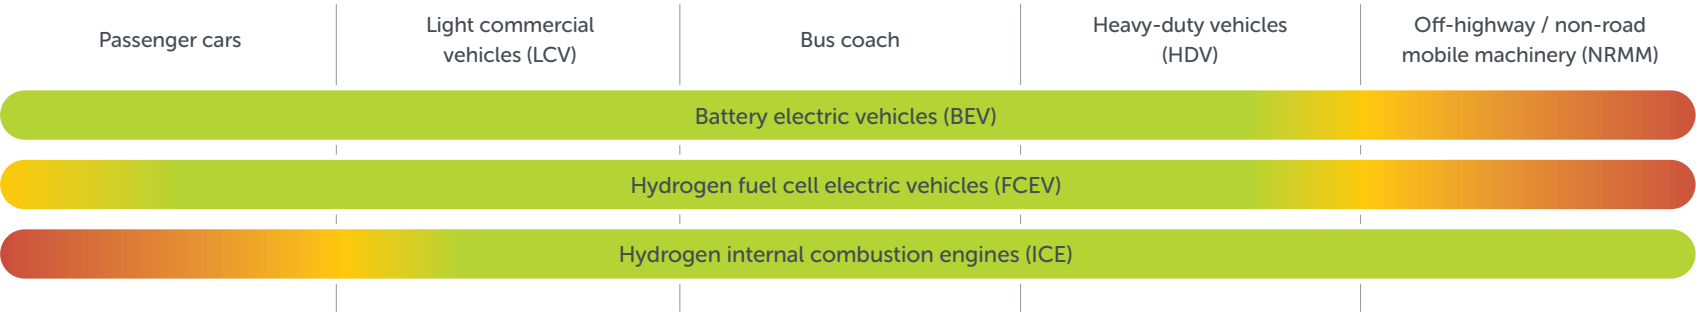 Passenger cars
Light commercial
vehicles (LCV)
Bus coach
Heavy-duty vehicles
(HDV)
Off-highway / non-road
mobile machinery (NRMM)
Battery electric vehicles (BEV)
Hydrogen fuel cell electric vehicles (FCEV)
Hydrogen internal combustion engines (ICE)